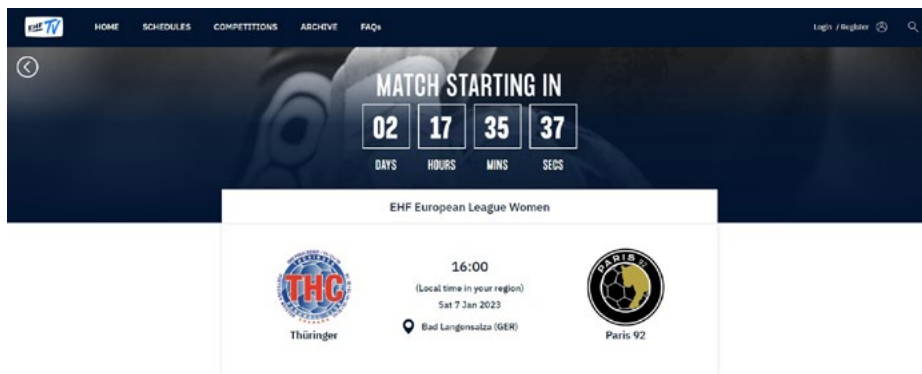 EHF TV HOME SCHEDULES COMPETITIONS ARCHIVE FAQs Login / Register
MATCH STARTING IN
02 17 35 37
DAYS HOURS MINS SECS
EHF European League Women
THC
PARIS 92
16:00
(Local time in your region)
Sat 7 Jan 2023
Bad Langensalza (GER)
Thüringer Paris 92